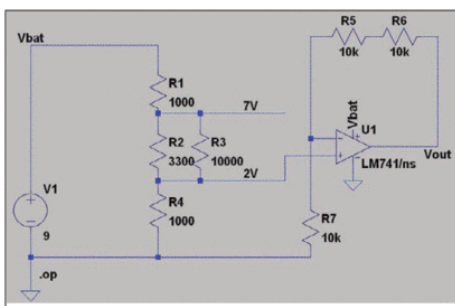 Vbat
R1
1000
7V
R2
3300
R3
10000
2V
R4
1000
V1
9
.op
R5
10k
R6
10k
Vbat
U1
LM741/ns
Vout
R7
10k